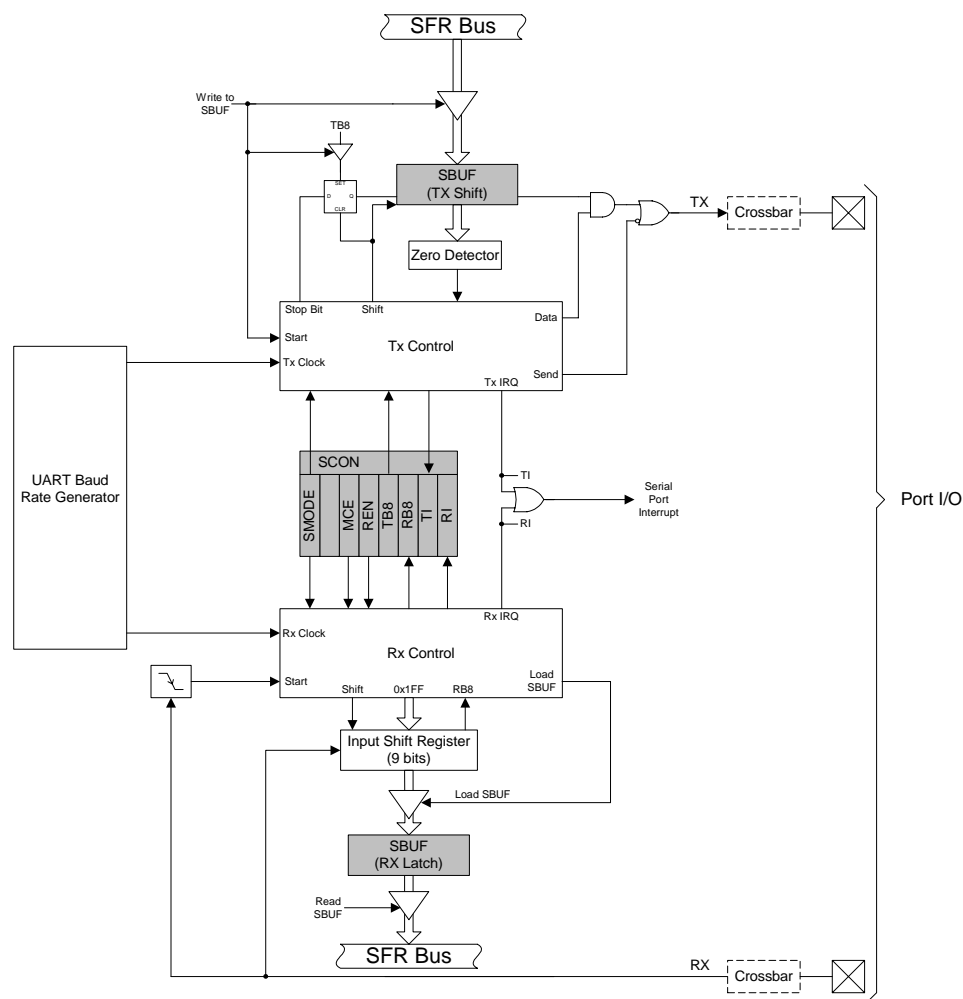 SFR Bus
Write to
SBUF
TB8
SET
D
Q
CLR
SBUF
(TX Shift)
TX
Crossbar
Zero Detector
Stop Bit
Shift
Data
Start
Tx Control
Tx Clock
Send
Tx IRQ
UART Baud
Rate Generator
SCON
SMODE
MCE
REN
TB8
RB8
TI
RI
TI
RI
Serial
Port
Interrupt
Port I/O
Rx IRQ
Rx Clock
Rx Control
Start
Load
SBUF
Shift
0x1FF
RB8
Input Shift Register
(9 bits)
Load SBUF
SBUF
(RX Latch)
Read
SBUF
SFR Bus
RX
Crossbar